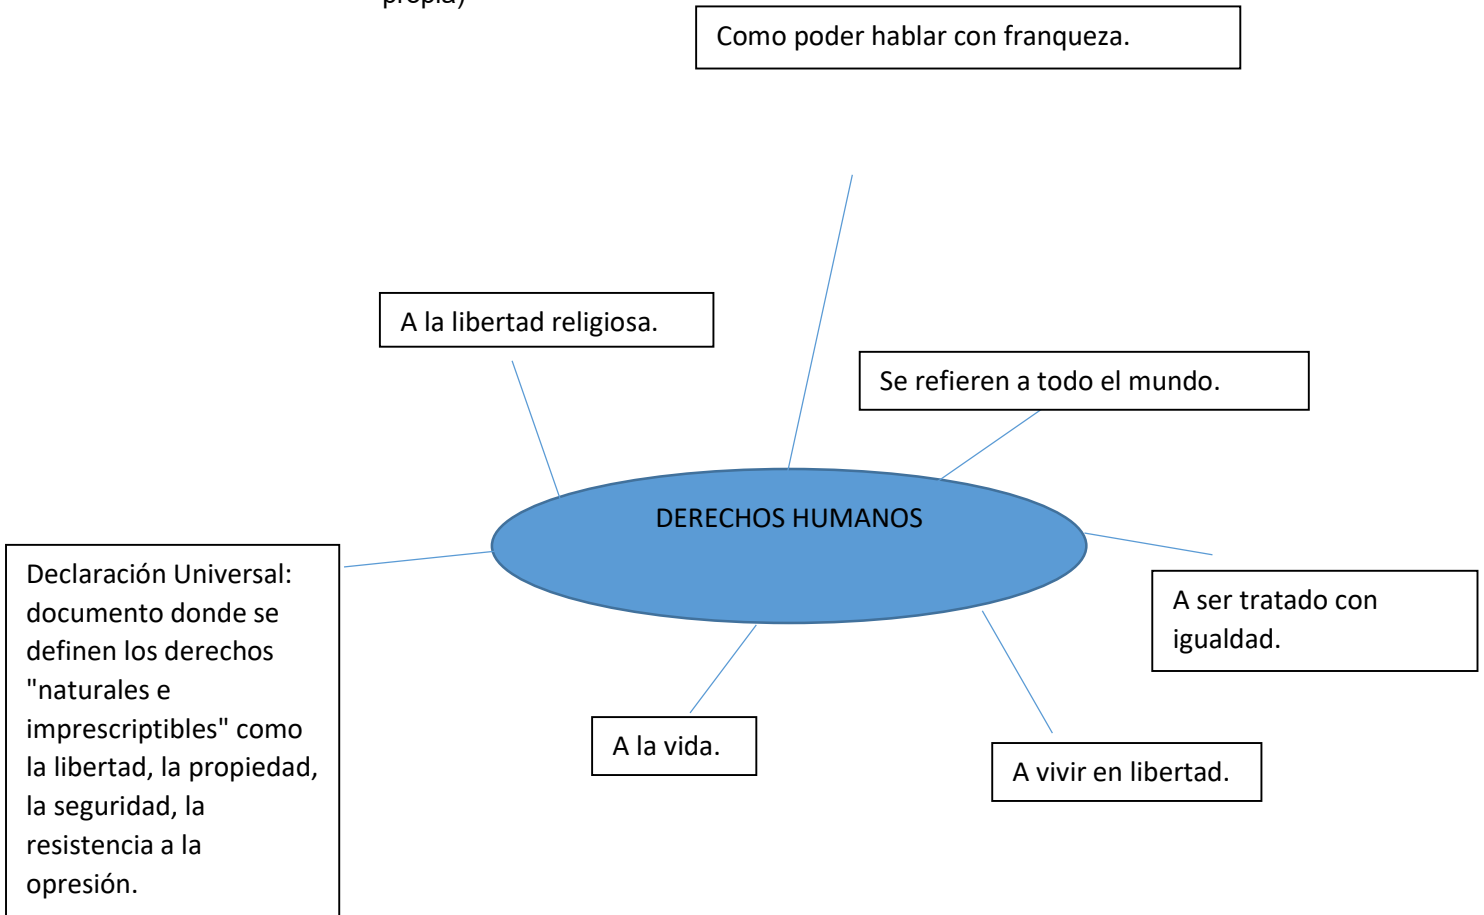 propia)
Como poder hablar con franqueza.
A la libertad religiosa.
Se refieren a todo el mundo.
DERECHOS HUMANOS
Declaración Universal:
documento donde se
definen los derechos
"naturales e
imprescriptibles" como
la libertad, la propiedad,
la seguridad, la
resistencia a la
opresión.
A ser tratado con
igualdad.
A la vida.
A vivir en libertad.